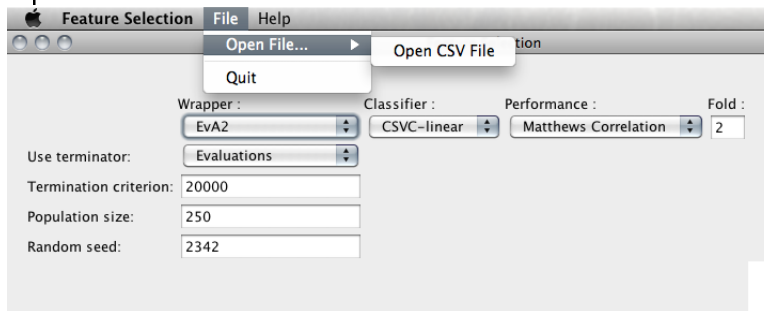 Feature Selection File Help
Open File... Open CSV File tion
Quit
Wrapper : Classifier : Performance : Fold :
EvA2 CSVC-linear Matthews Correlation 2
Use terminator: Evaluations
Termination criterion: 20000
Population size: 250
Random seed: 2342